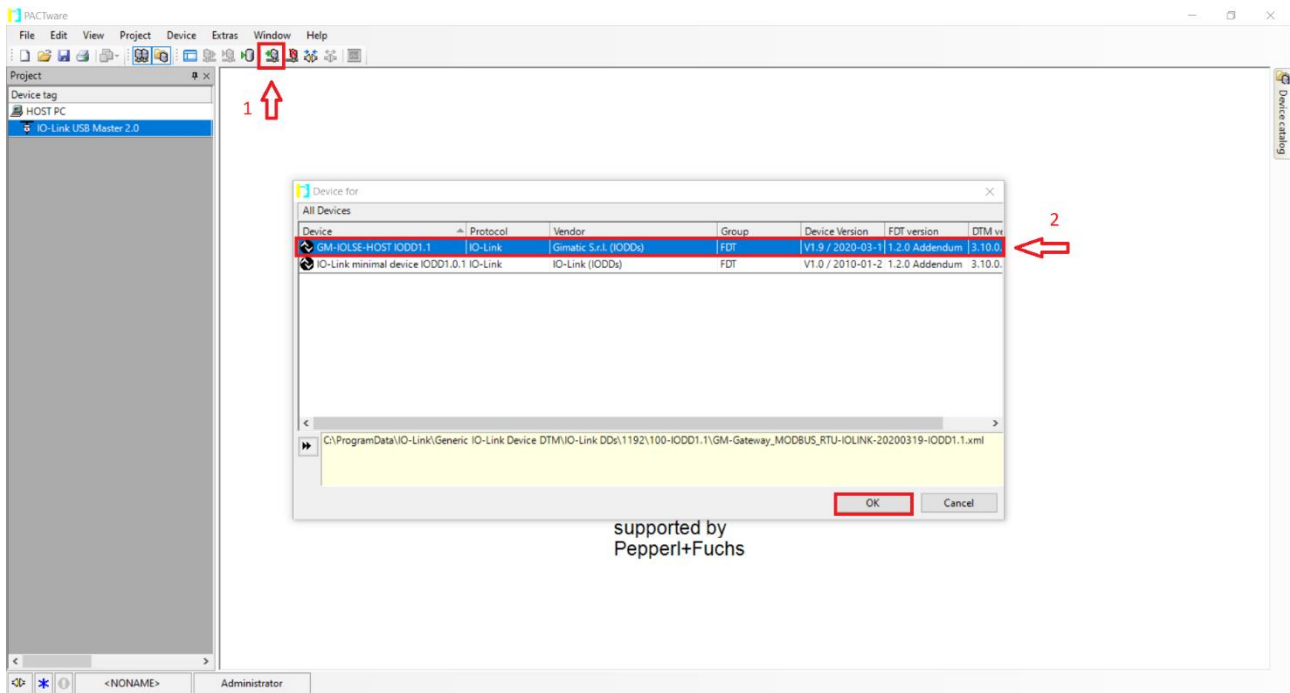 PACTware
File Edit View Project Device Extras Window Help
Project
Device tag
HOST PC
IO-Link USB Master 2.0
1
Device catalog
Device for
All Devices
Device Protocol Vendor Group Device Version FDT version DTM ve
GM-IOLSE-HOST IODD1.1 IO-Link Gimatic S.r.l. (IODDs) FDT V1.9 / 2020-03-1 1.2.0 Addendum 3.10.0.
IO-Link minimal device IODD1.0.1 IO-Link IO-Link (IODDs) FDT V1.0 / 2010-01-2 1.2.0 Addendum 3.10.0.
2
C:\ProgramData\IO-Link\Generic IO-Link Device DTM\IO-Link DDs\1192\100-IODD1.1\GM-Gateway_MODBUS_RTU-IOLINK-20200319-IODD1.1.xml
OK Cancel
supported by
Pepperl+Fuchs
<NONAME> Administrator